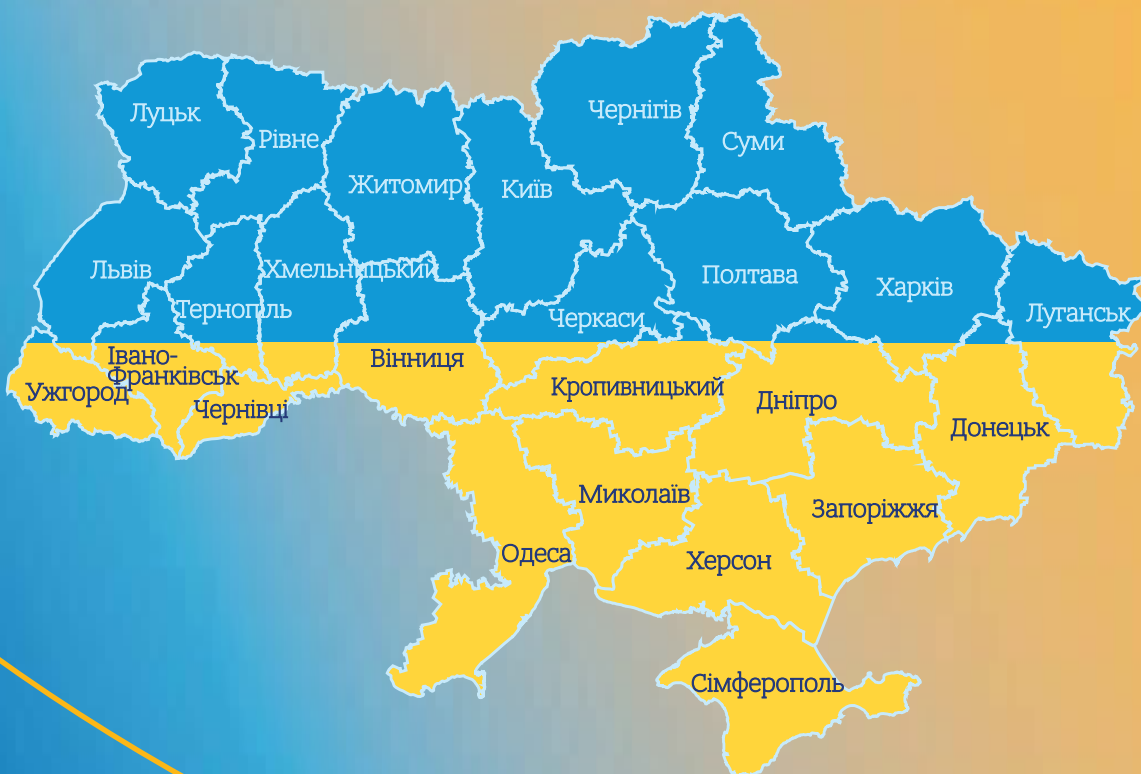 Чернігів
Луцьк
Рівне
Суми
Житомир
Київ
Львів
Хмельницький
Полтава
Харків
Тернопіль
Черкаси
Луганськ
Івано-
Франківськ
Вінниця
Ужгород
Кропивницький
Чернівці
Дніпро
Донецьк
Миколаїв
Запоріжжя
Одеса
Херсон
Сімферополь